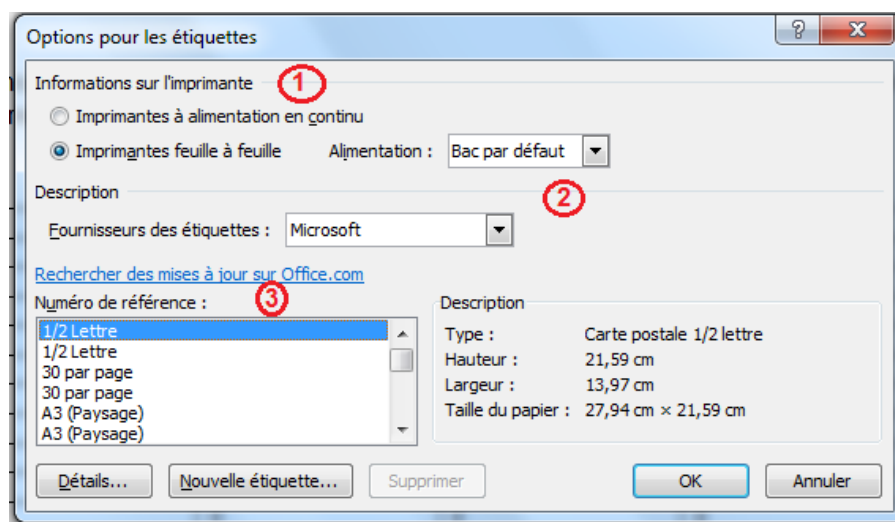 Options pour les étiquettes
Informations sur l'imprimante 1
Imprimantes à alimentation en continu
Imprimantes feuille à feuille Alimentation : Bac par défaut
Description 2
Fournisseurs des étiquettes : Microsoft
Rechercher des mises à jour sur Office.com
Numéro de référence : 3
1/2 Lettre
1/2 Lettre
30 par page
30 par page
A3 (Paysage)
A3 (Paysage)
Description
Type : Carte postale 1/2 lettre
Hauteur : 21,59 cm
Largeur : 13,97 cm
Taille du papier : 27,94 cm × 21,59 cm
Détails... Nouvelle étiquette... Supprimer OK Annuler